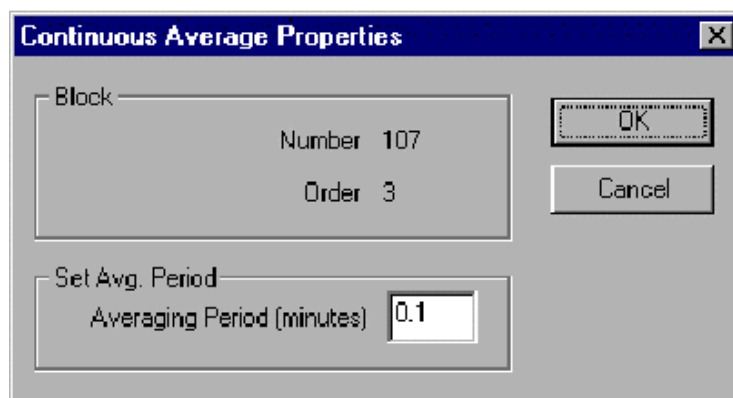 Continuous Average Properties
Block
Number 107
Order 3
OK
Cancel
Set Avg. Period
Averaging Period (minutes) 0.1